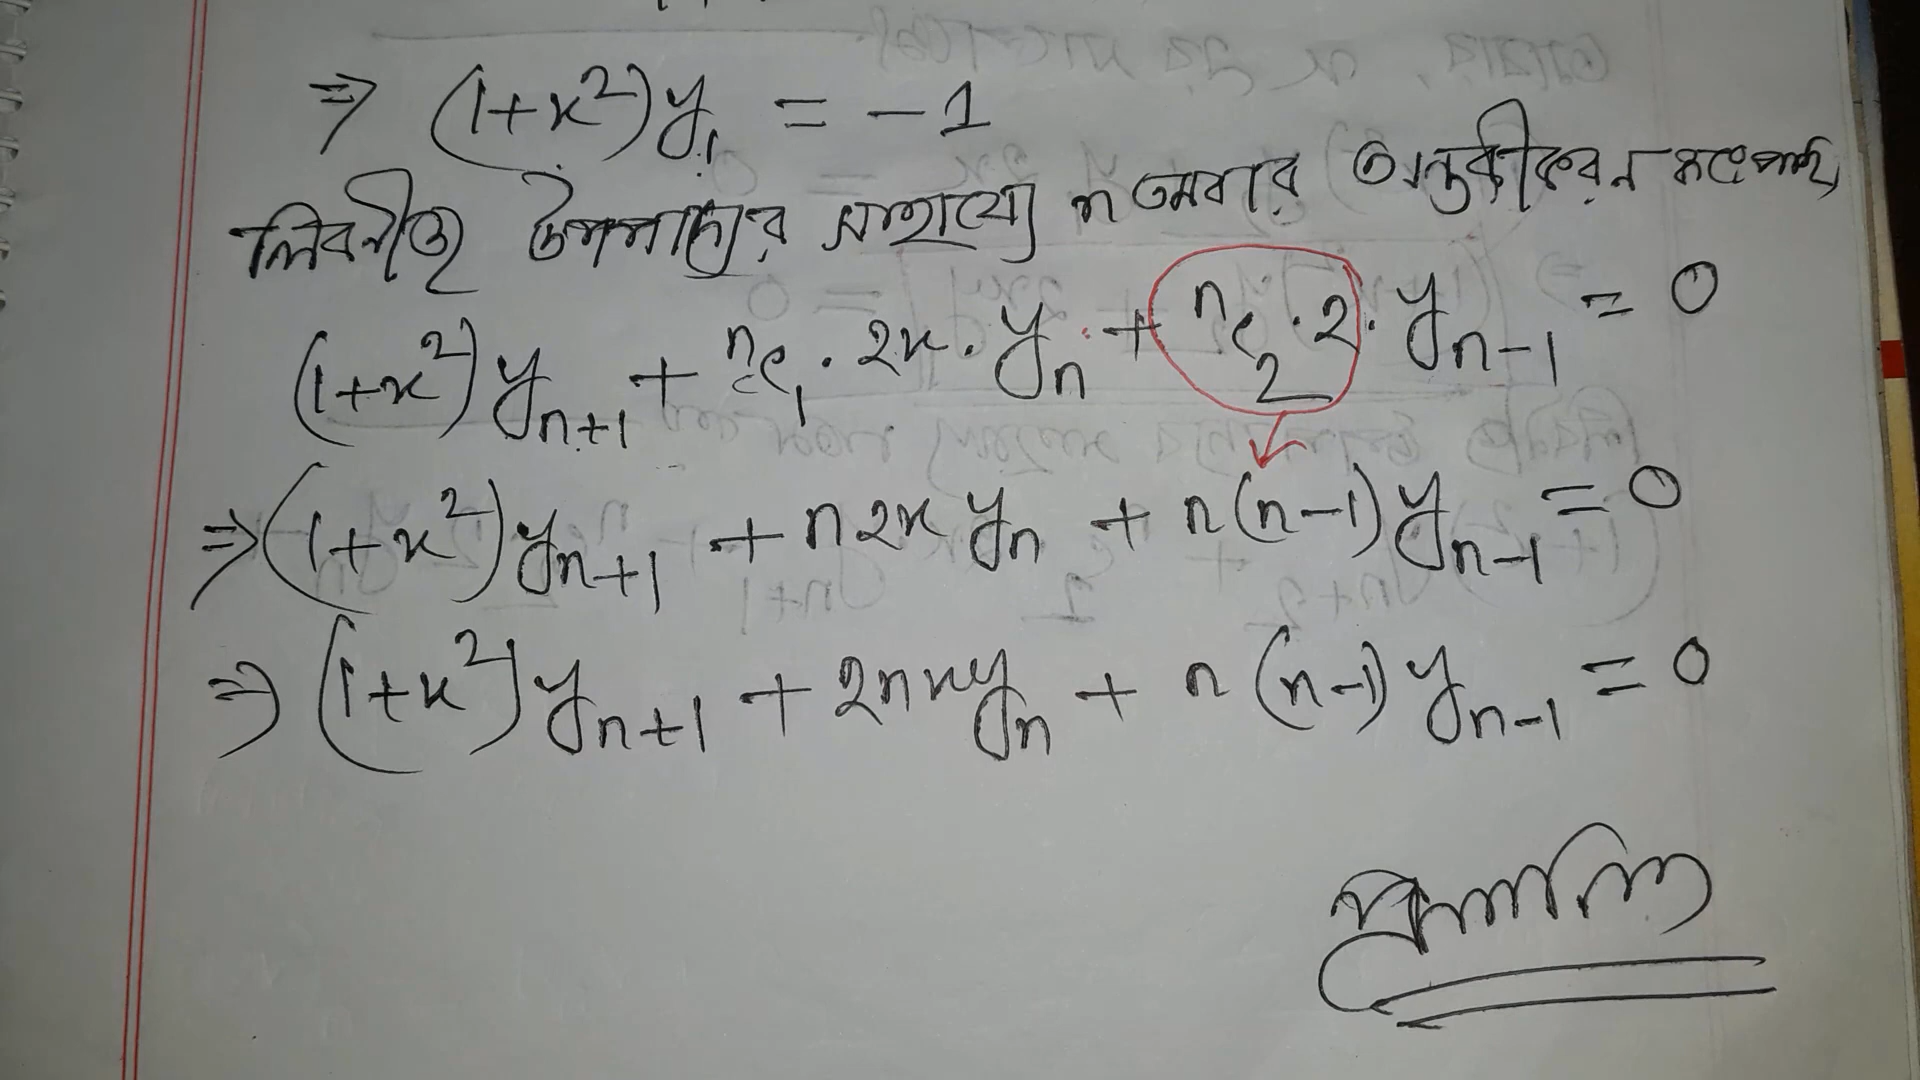 ⇒ (1+x²)y₁ = -1
লিবনীজ উপপাদ্যের সাহায্যে n তমবার অন্তরীকরন করে পাই,
(1+x²)yₙ₊₁ + ⁿc₁ · 2x · yₙ + ⁿc₂ · 2 · yₙ₋₁ = 0
⇒ (1+x²)yₙ₊₁ + n2x yₙ + n(n-1)yₙ₋₁ = 0
⇒ (1+x²)yₙ₊₁ + 2nxyₙ + n(n-1)yₙ₋₁ = 0
প্রমাণিত